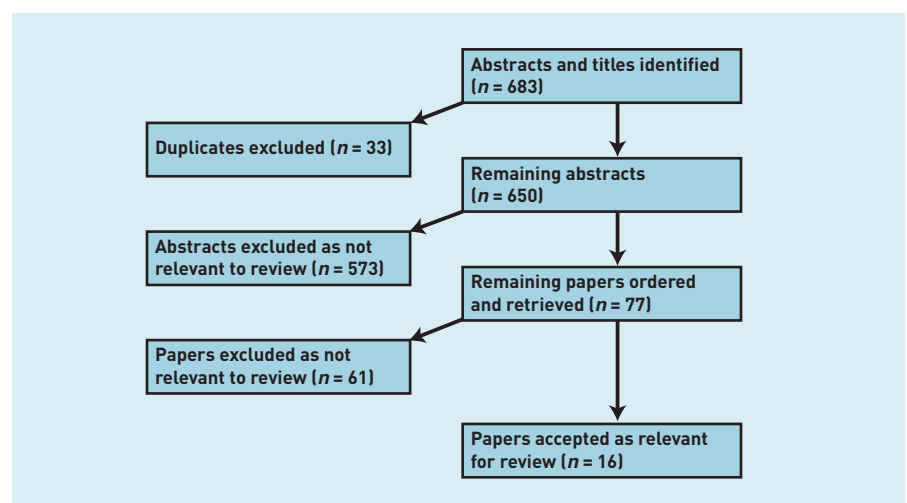 Abstracts and titles identified
(n = 683)
Duplicates excluded (n = 33)
Remaining abstracts
(n = 650)
Abstracts excluded as not
relevant to review (n = 573)
Remaining papers ordered
and retrieved (n = 77)
Papers excluded as not
relevant to review (n = 61)
Papers accepted as relevant
for review (n = 16)